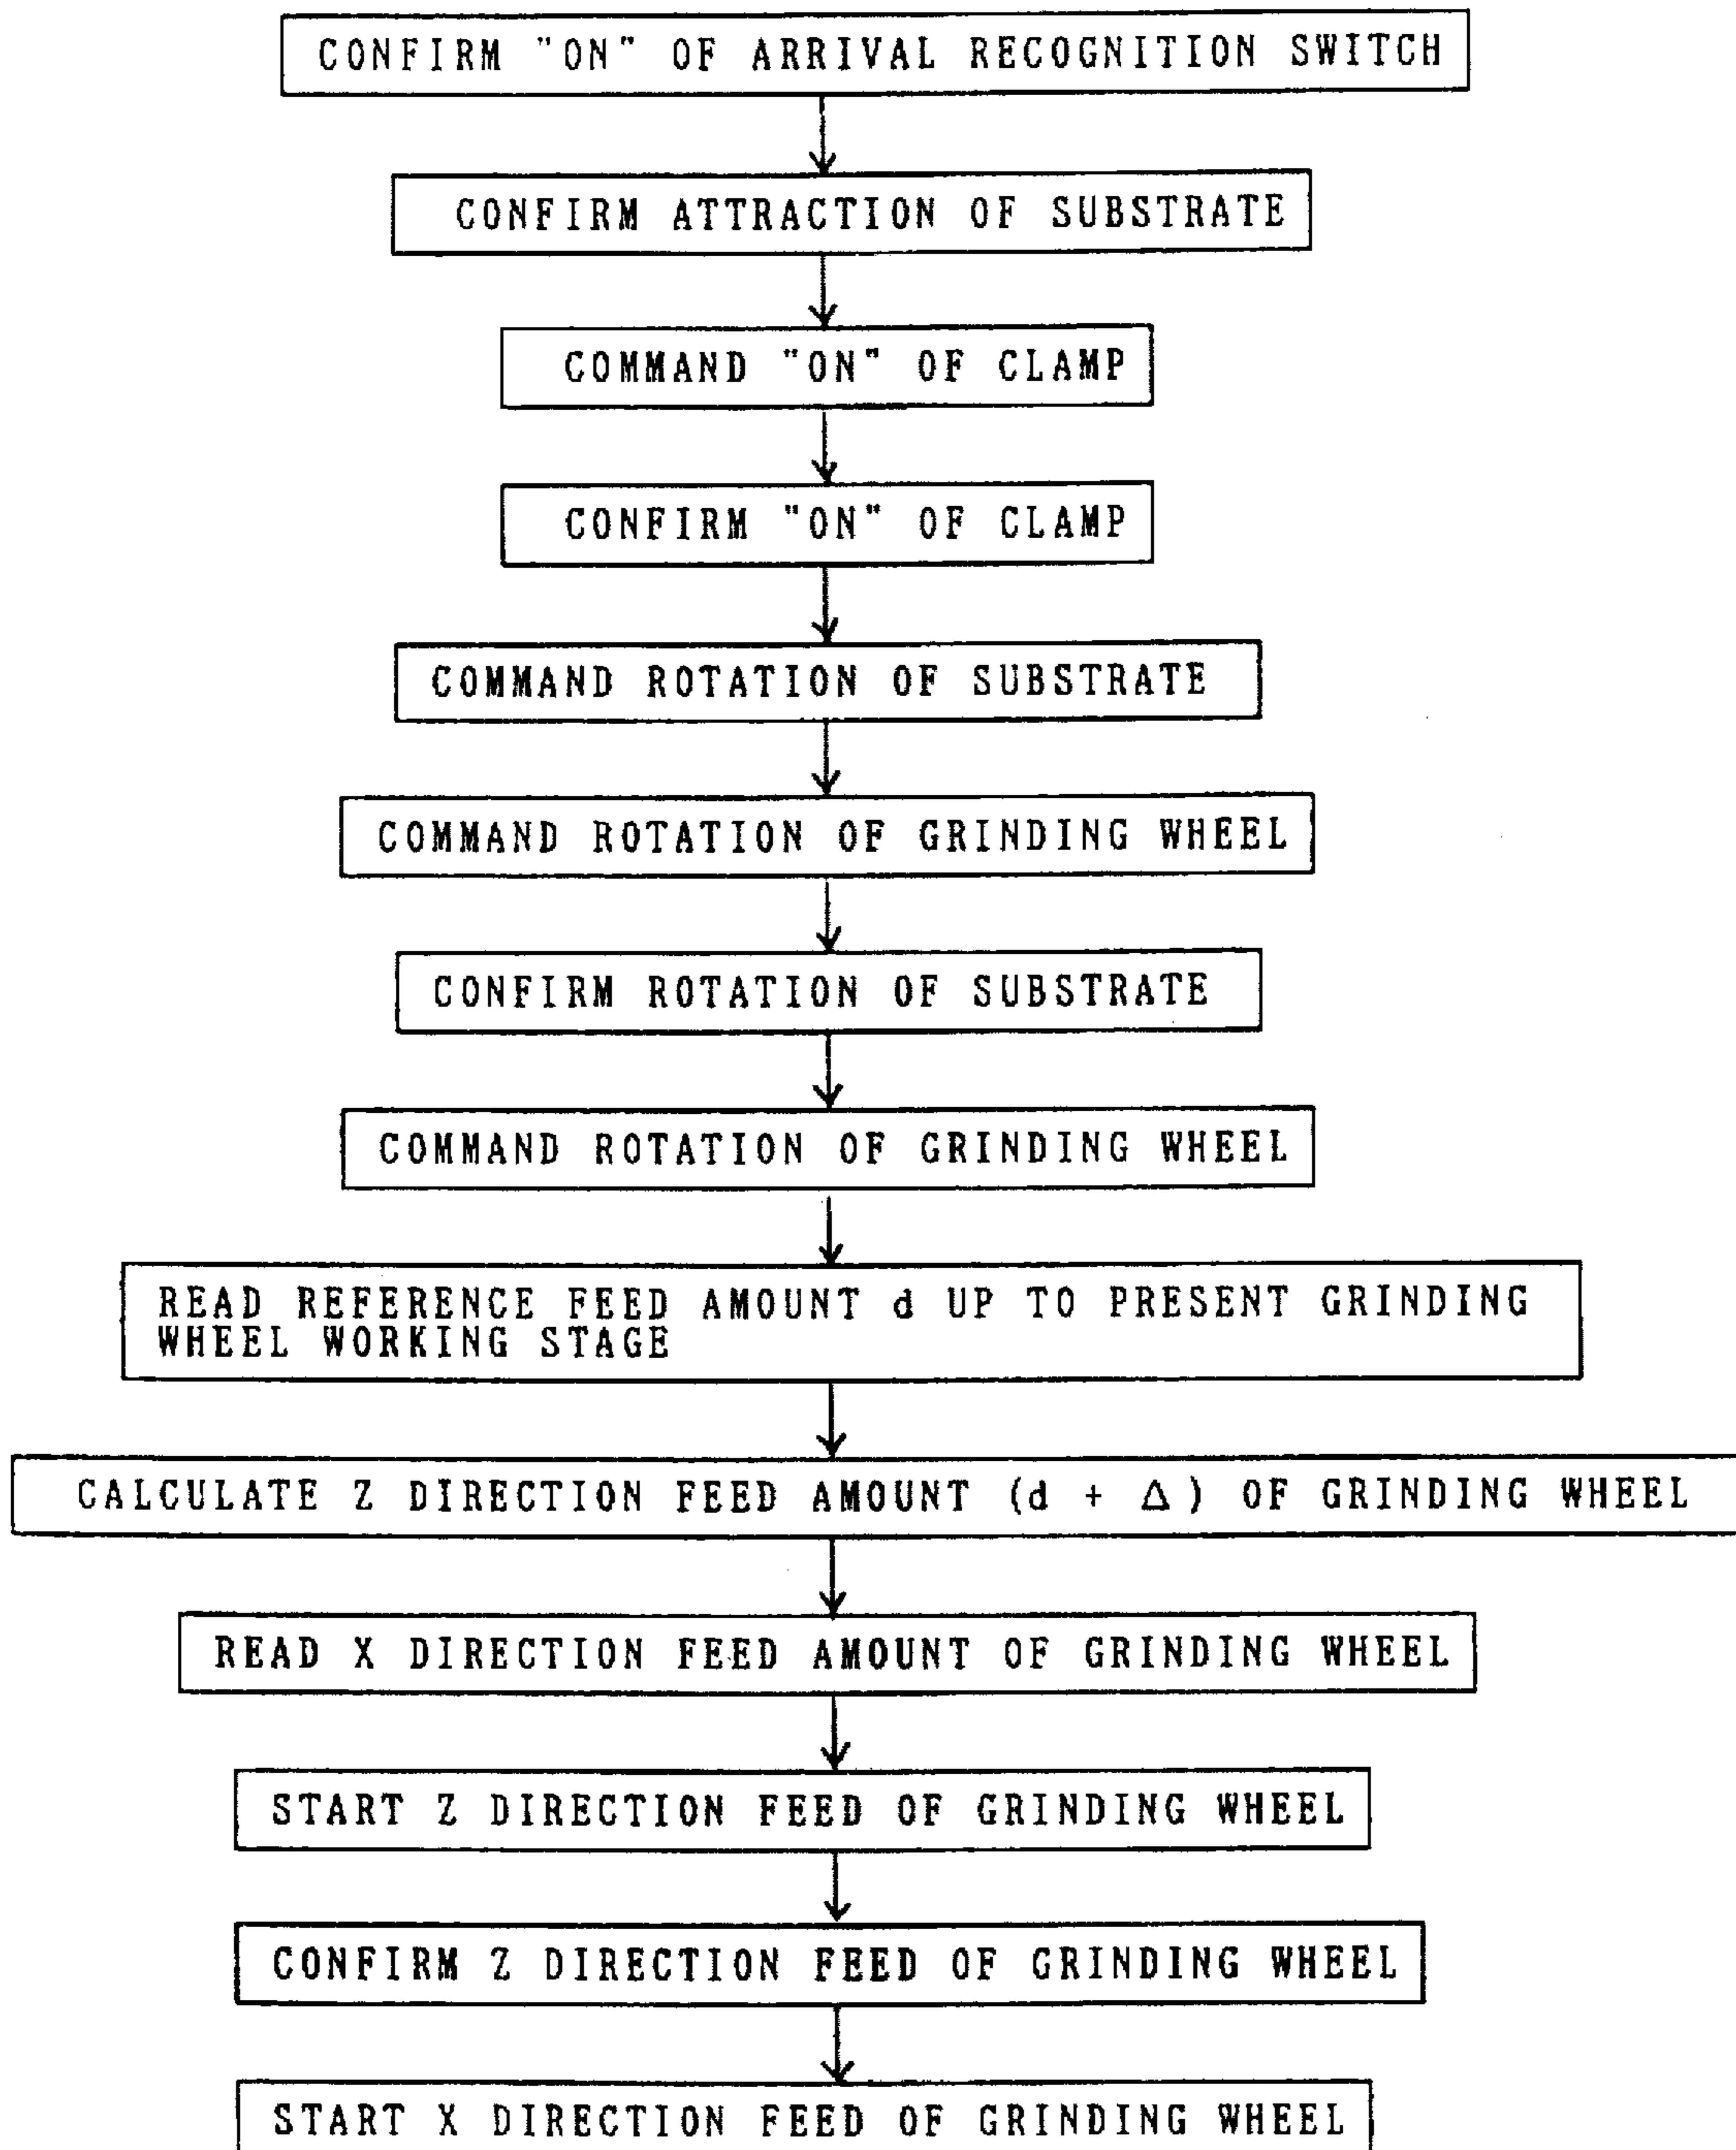 CONFIRM "ON" OF ARRIVAL RECOGNITION SWITCH
CONFIRM ATTRACTION OF SUBSTRATE
COMMAND "ON" OF CLAMP
CONFIRM "ON" OF CLAMP
COMMAND ROTATION OF SUBSTRATE
COMMAND ROTATION OF GRINDING WHEEL
CONFIRM ROTATION OF SUBSTRATE
COMMAND ROTATION OF GRINDING WHEEL
READ REFERENCE FEED AMOUNT d UP TO PRESENT GRINDING
WHEEL WORKING STAGE
CALCULATE Z DIRECTION FEED AMOUNT (d + Δ) OF GRINDING WHEEL
READ X DIRECTION FEED AMOUNT OF GRINDING WHEEL
START Z DIRECTION FEED OF GRINDING WHEEL
CONFIRM Z DIRECTION FEED OF GRINDING WHEEL
START X DIRECTION FEED OF GRINDING WHEEL